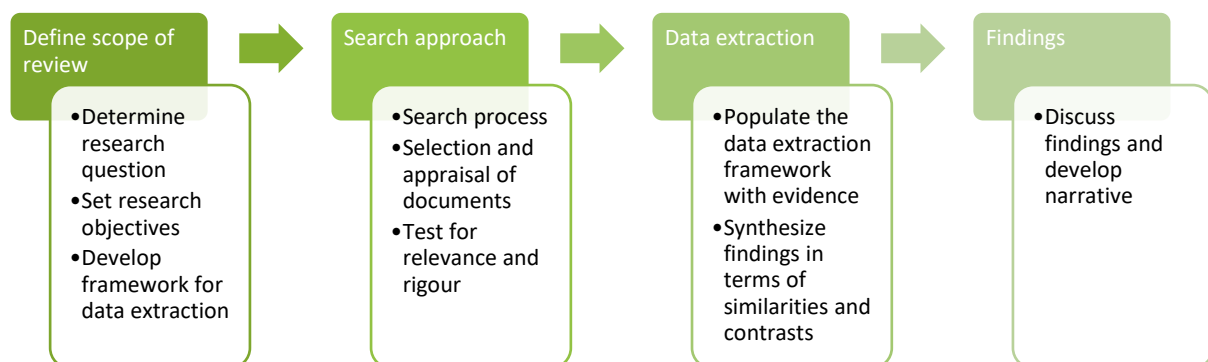 Define scope of
review
•Determine
research
question
•Set research
objectives
•Develop
framework for
data extraction
Search approach
•Search process
•Selection and
appraisal of
documents
•Test for
relevance and
rigour
Data extraction
•Populate the
data extraction
framework
with evidence
•Synthesize
findings in
terms of
similarities and
contrasts
Findings
•Discuss
findings and
develop
narrative